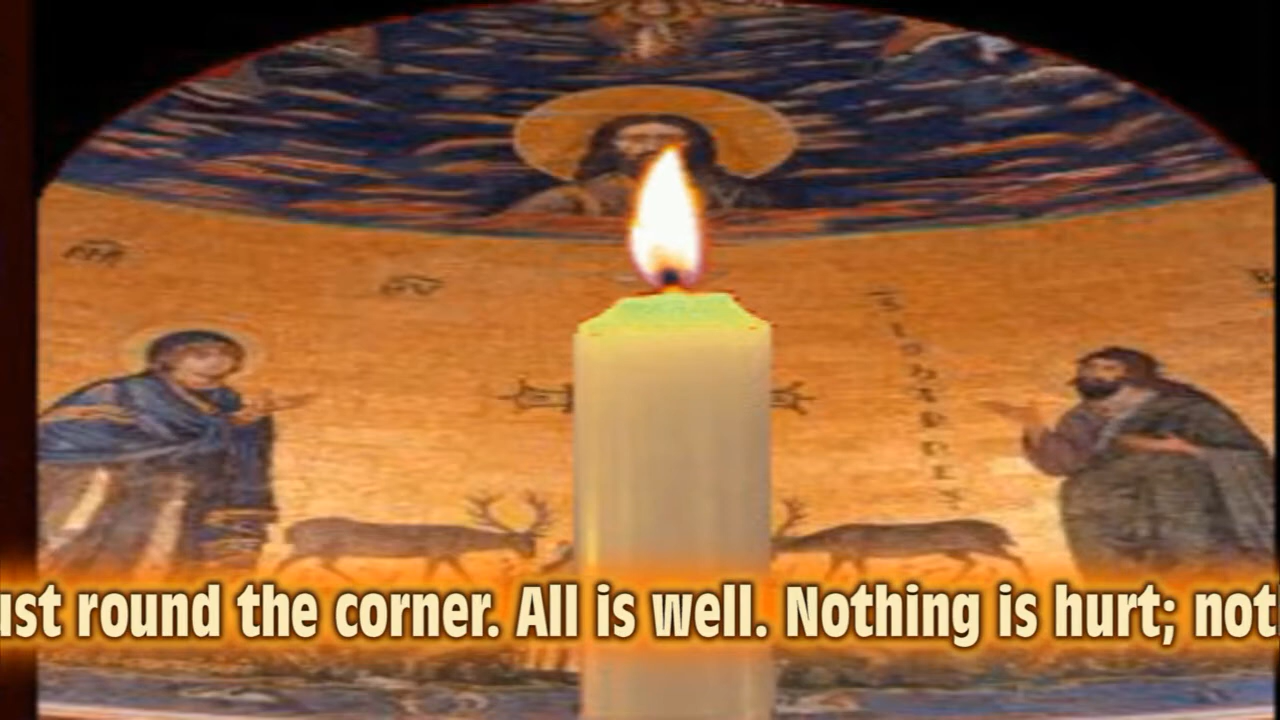 ust round the corner. All is well. Nothing is hurt; not